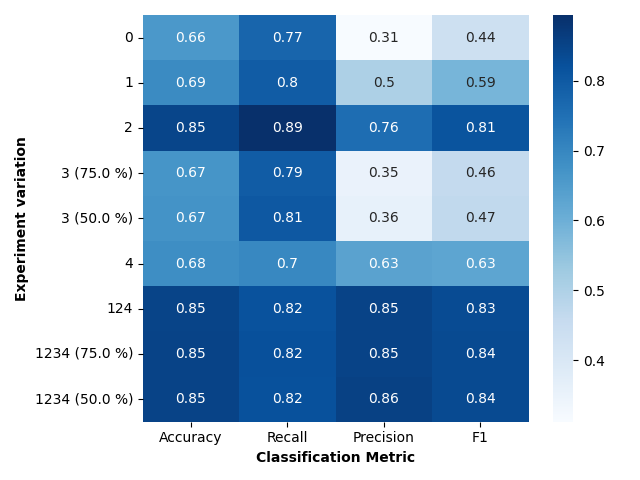 0 0.66 0.77 0.31 0.44
1 0.69 0.8 0.5 0.59 0.8
2 0.85 0.89 0.76 0.81
0.7
3 (75.0 %) 0.67 0.79 0.35 0.46
3 (50.0 %) 0.67 0.81 0.36 0.47 0.6
Experiment variation
4 0.68 0.7 0.63 0.63
0.5
124 0.85 0.82 0.85 0.83
1234 (75.0 %) 0.85 0.82 0.85 0.84 0.4
1234 (50.0 %) 0.85 0.82 0.86 0.84
Accuracy Recall Precision F1
Classification Metric